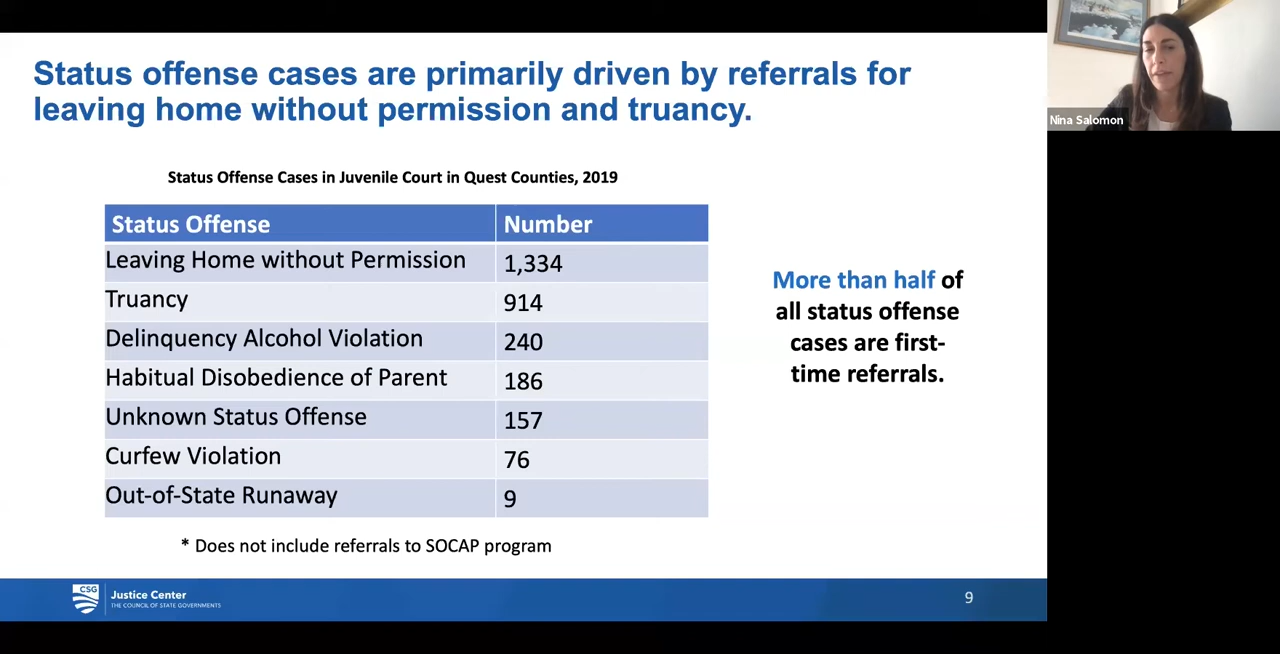 Status offense cases are primarily driven by referrals for
leaving home without permission and truancy.
Nina Salomon
Status Offense Cases in Juvenile Court in Quest Counties, 2019
Status Offense Number
Leaving Home without Permission 1,334
Truancy 914
Delinquency Alcohol Violation 240
Habitual Disobedience of Parent 186
Unknown Status Offense 157
Curfew Violation 76
Out-of-State Runaway 9
More than half of
all status offense
cases are first-
time referrals.
* Does not include referrals to SOCAP program
CSG
Justice Center
THE COUNCIL OF STATE GOVERNMENTS
9